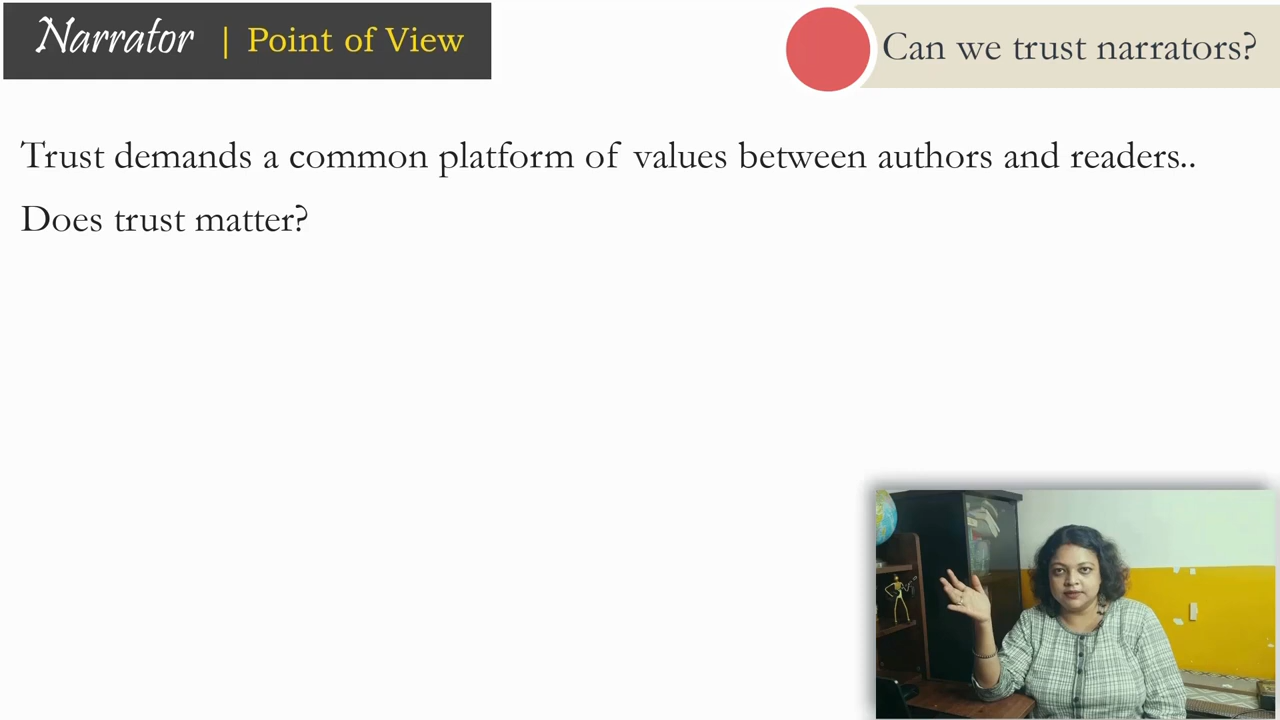 Narrator | Point of View
Can we trust narrators?
Trust demands a common platform of values between authors and readers..
Does trust matter?